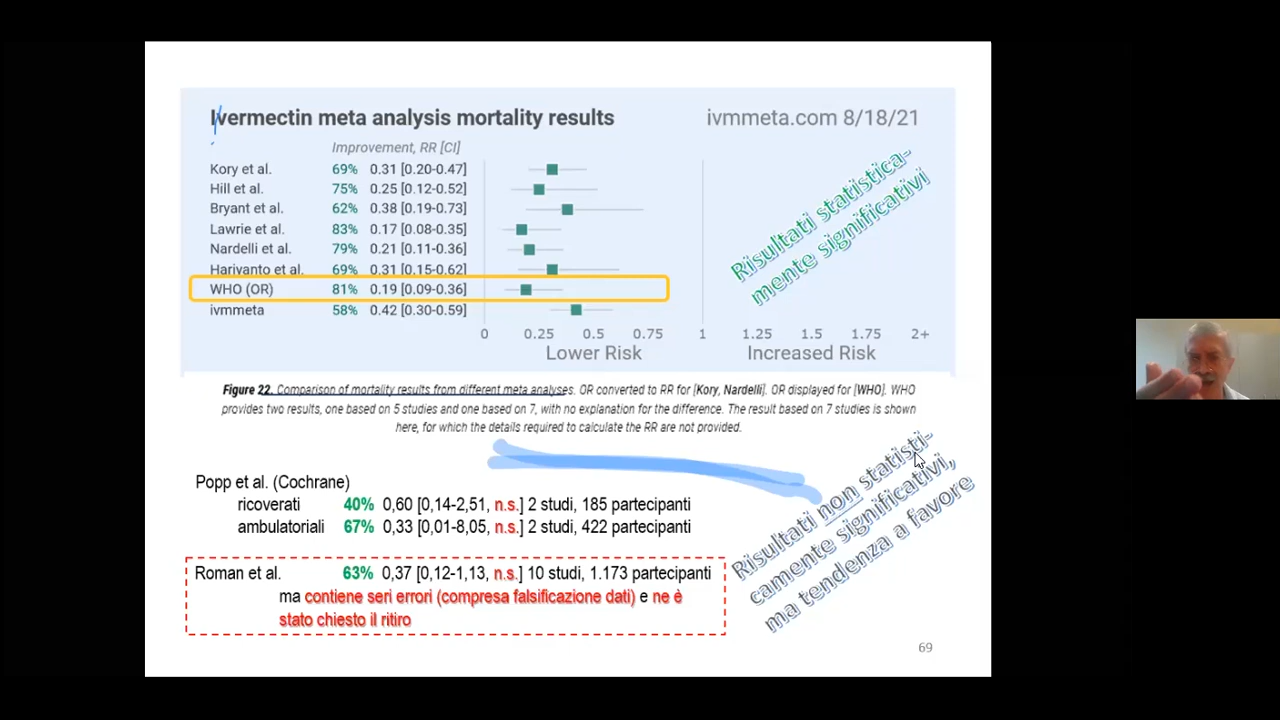 Ivermectin meta analysis mortality results ivmmeta.com 8/18/21
Improvement, RR [CI]
Kory et al. 69% 0.31 [0.20-0.47]
Hill et al. 75% 0.25 [0.12-0.52]
Bryant et al. 62% 0.38 [0.19-0.73]
Lawrie et al. 83% 0.17 [0.08-0.35]
Nardelli et al. 79% 0.21 [0.11-0.36]
Hariyanto et al. 69% 0.31 [0.15-0.62]
WHO (OR) 81% 0.19 [0.09-0.36]
ivmmeta 58% 0.42 [0.30-0.59]
0 0.25 0.5 0.75 1 1.25 1.5 1.75 2+
Lower Risk Increased Risk
Risultati statistica-
mente significativi
Figure 22. Comparison of mortality results from different meta analyses. OR converted to RR for [Kory, Nardelli]. OR displayed for [WHO]. WHO
provides two results, one based on 5 studies and one based on 7, with no explanation for the difference. The result based on 7 studies is shown
here, for which the details required to calculate the RR are not provided.
Popp et al. (Cochrane)
ricoverati 40% 0,60 [0,14-2,51, n.s.] 2 studi, 185 partecipanti
ambulatoriali 67% 0,33 [0,01-8,05, n.s.] 2 studi, 422 partecipanti
Roman et al. 63% 0,37 [0,12-1,13, n.s.] 10 studi, 1.173 partecipanti
ma contiene seri errori (compresa falsificazione dati) e ne è
stato chiesto il ritiro
Risultati non statisti-
camente significativi,
ma tendenza a favore
69